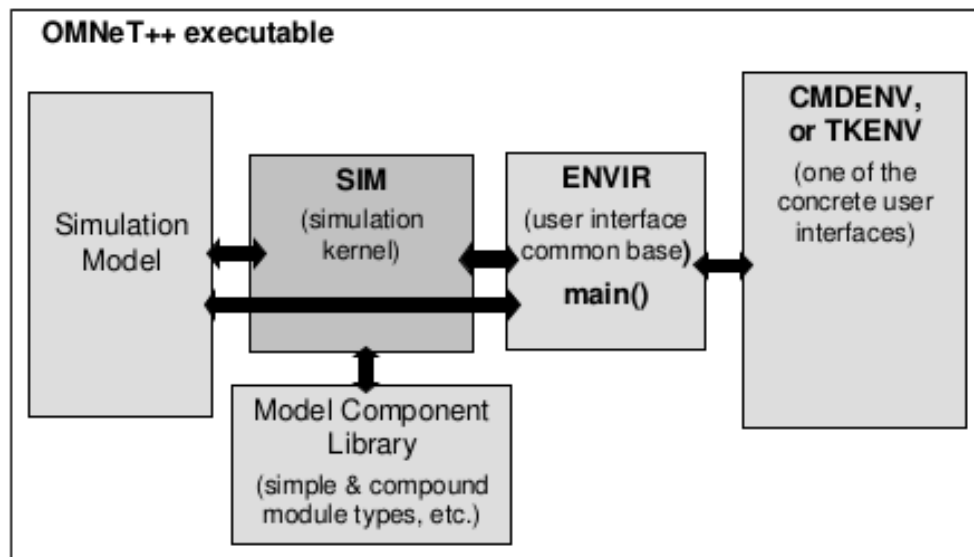 OMNeT++ executable
Simulation
Model
SIM
(simulation
kernel)
Model Component
Library
(simple & compound
module types, etc.)
ENVIR
(user interface
common base)
main()
CMDENV,
or TKENV
(one of the
concrete user
interfaces)